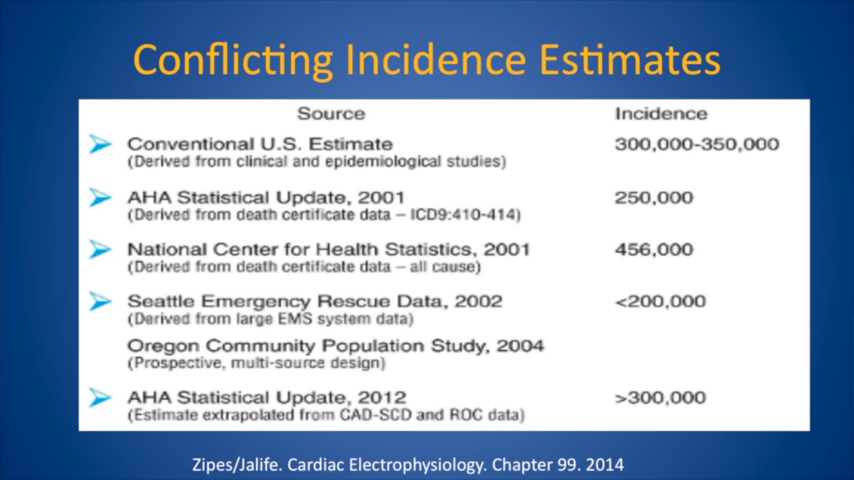 Conflicting Incidence Estimates
Source Incidence
Conventional U.S. Estimate 300,000-350,000
(Derived from clinical and epidemiological studies)
AHA Statistical Update, 2001 250,000
(Derived from death certificate data – ICD9:410-414)
National Center for Health Statistics, 2001 456,000
(Derived from death certificate data – all cause)
Seattle Emergency Rescue Data, 2002 <200,000
(Derived from large EMS system data)
Oregon Community Population Study, 2004
(Prospective, multi-source design)
AHA Statistical Update, 2012 >300,000
(Estimate extrapolated from CAD-SCD and ROC data)
Zipes/Jalife. Cardiac Electrophysiology. Chapter 99. 2014